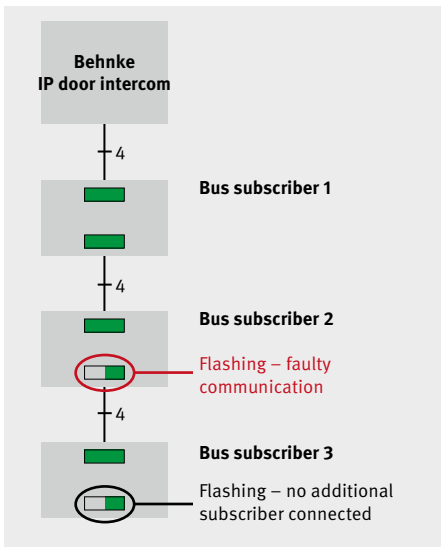 Behnke
IP door intercom
4
Bus subscriber 1
4
Bus subscriber 2
Flashing – faulty
communication
4
Bus subscriber 3
Flashing – no additional
subscriber connected